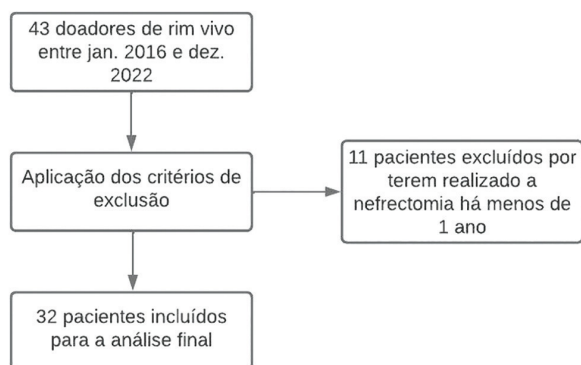 43 doadores de rim vivo
entre jan. 2016 e dez.
2022
Aplicação dos critérios de
exclusão
11 pacientes excluídos por
terem realizado a
nefrectomia há menos de
1 ano
32 pacientes incluídos
para a análise final